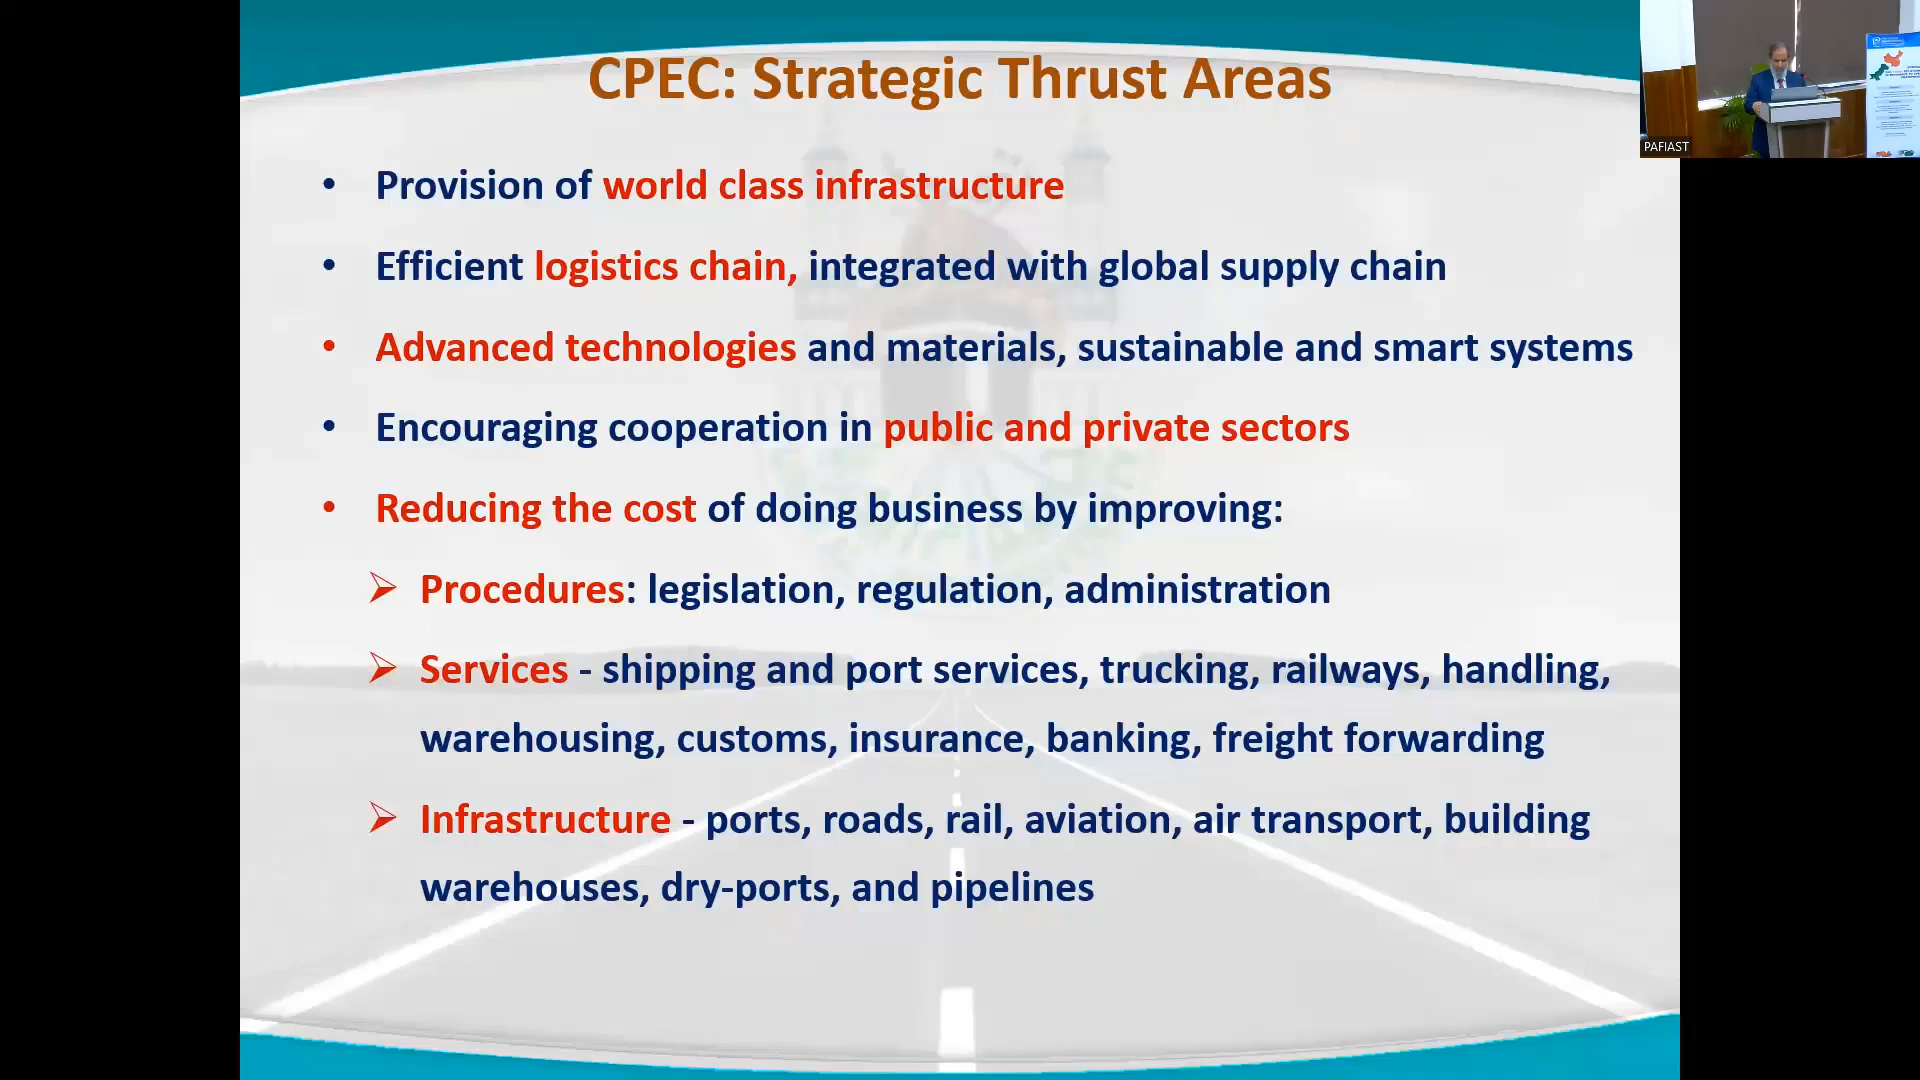 CPEC: Strategic Thrust Areas
• Provision of world class infrastructure
• Efficient logistics chain, integrated with global supply chain
• Advanced technologies and materials, sustainable and smart systems
• Encouraging cooperation in public and private sectors
• Reducing the cost of doing business by improving:
➢ Procedures: legislation, regulation, administration
➢ Services - shipping and port services, trucking, railways, handling,
warehousing, customs, insurance, banking, freight forwarding
➢ Infrastructure - ports, roads, rail, aviation, air transport, building
warehouses, dry-ports, and pipelines
PAFIAST